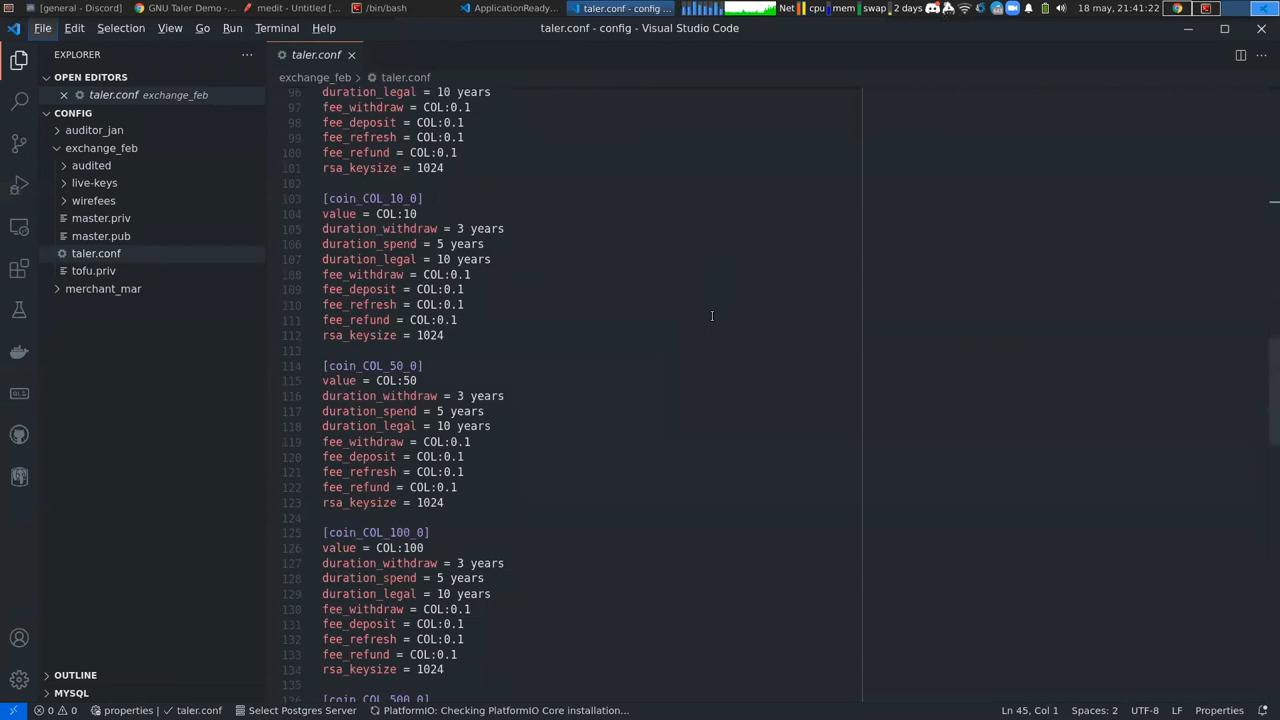 [general - Discord]
GNU Taler Demo - ...
medit - Untitled [...
/bin/bash
ApplicationReady...
taler.conf - config ...
Net
cpu
mem
swap
2 days
18 may, 21:41:22
File Edit Selection View Go Run Terminal Help
taler.conf - config - Visual Studio Code
EXPLORER
OPEN EDITORS
taler.conf exchange_feb
CONFIG
auditor_jan
exchange_feb
audited
live-keys
wirefees
master.priv
master.pub
taler.conf
tofu.priv
merchant_mar
OUTLINE
MYSQL
taler.conf
exchange_feb > taler.conf
96 duration_legal = 10 years
97 fee_withdraw = COL:0.1
98 fee_deposit = COL:0.1
99 fee_refresh = COL:0.1
100 fee_refund = COL:0.1
101 rsa_keysize = 1024
102
103 [coin_COL_10_0]
104 value = COL:10
105 duration_withdraw = 3 years
106 duration_spend = 5 years
107 duration_legal = 10 years
108 fee_withdraw = COL:0.1
109 fee_deposit = COL:0.1
110 fee_refresh = COL:0.1
111 fee_refund = COL:0.1
112 rsa_keysize = 1024
113
114 [coin_COL_50_0]
115 value = COL:50
116 duration_withdraw = 3 years
117 duration_spend = 5 years
118 duration_legal = 10 years
119 fee_withdraw = COL:0.1
120 fee_deposit = COL:0.1
121 fee_refresh = COL:0.1
122 fee_refund = COL:0.1
123 rsa_keysize = 1024
124
125 [coin_COL_100_0]
126 value = COL:100
127 duration_withdraw = 3 years
128 duration_spend = 5 years
129 duration_legal = 10 years
130 fee_withdraw = COL:0.1
131 fee_deposit = COL:0.1
132 fee_refresh = COL:0.1
133 fee_refund = COL:0.1
134 rsa_keysize = 1024
135
136 [coin_COL_500_0]
0 0 properties taler.conf Select Postgres Server PlatformIO: Checking PlatformIO Core installation... Ln 45, Col 1 Spaces: 2 UTF-8 LF Properties